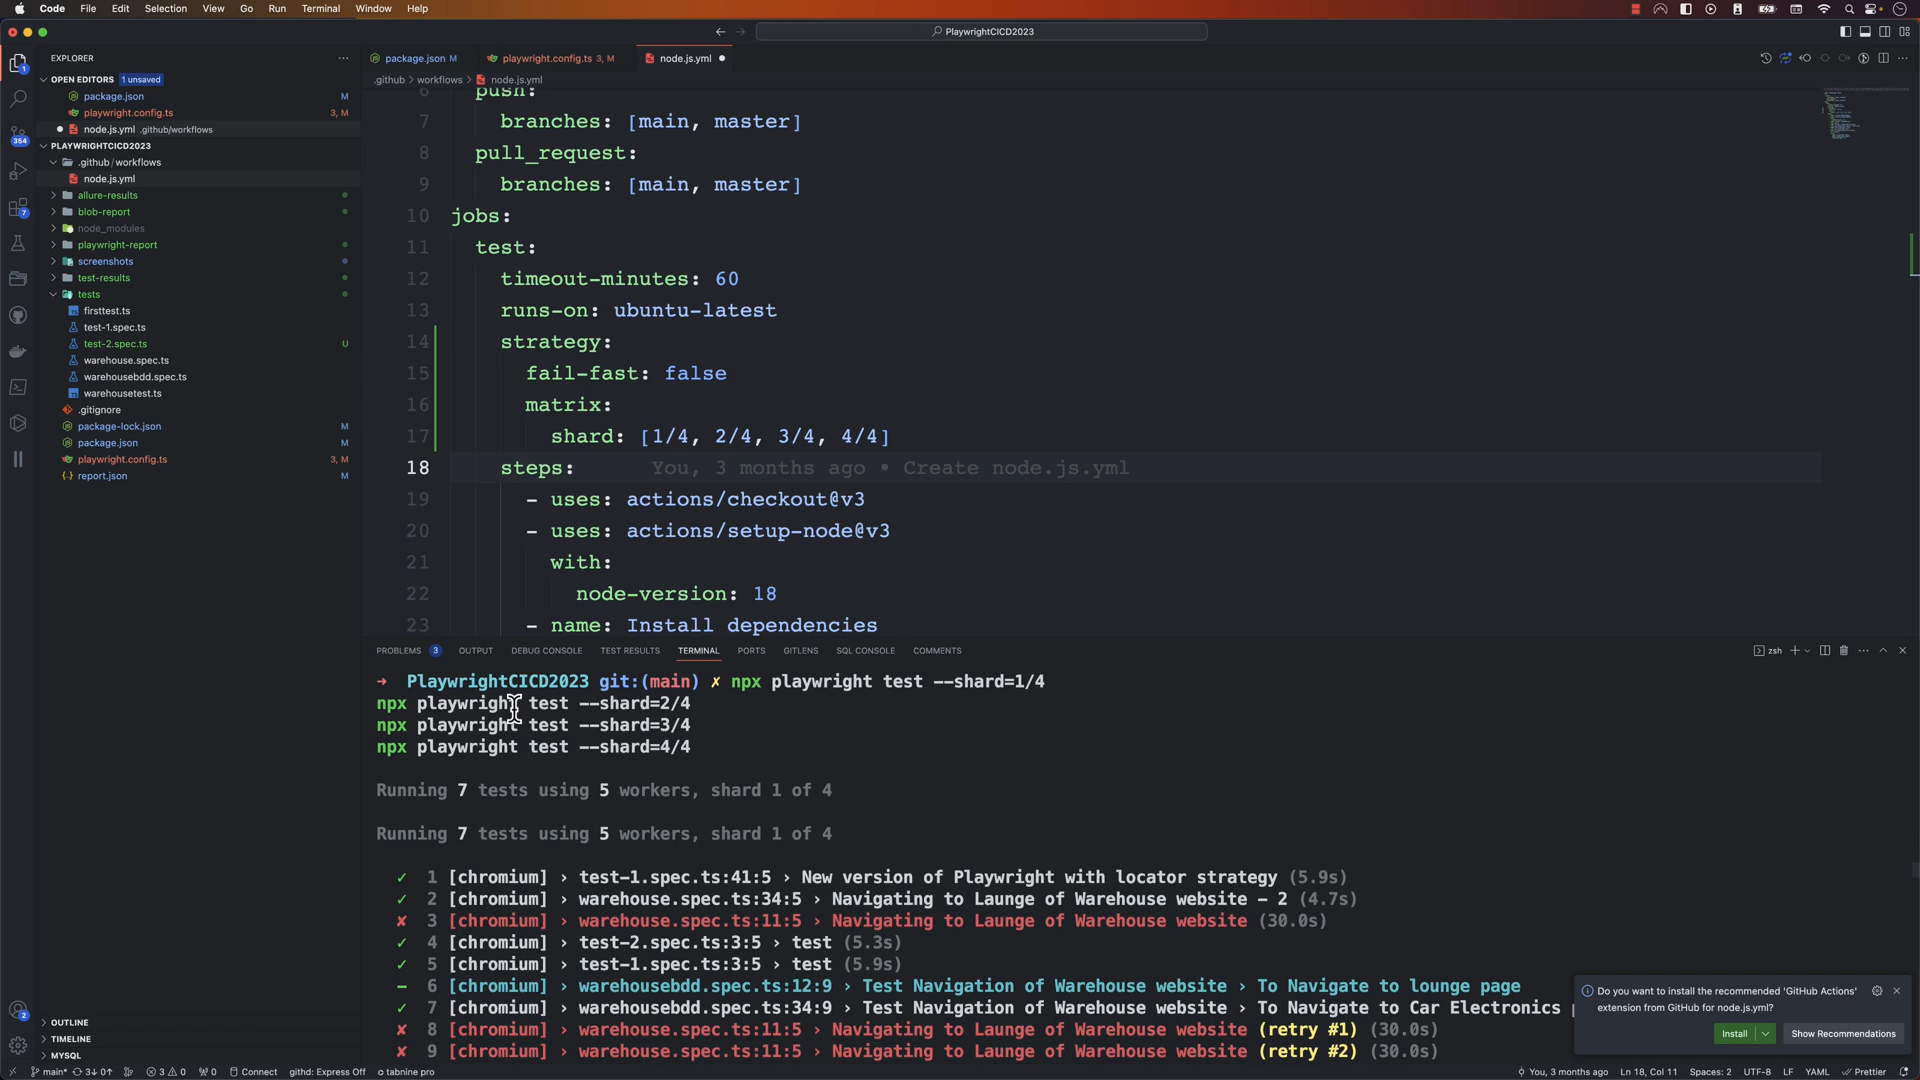 Code File Edit Selection View Go Run Terminal Window Help
PlaywrightCICD2023
EXPLORER
OPEN EDITORS 1 unsaved
package.json M
playwright.config.ts 3, M
node.js.yml .github/workflows
PLAYWRIGHTCICD2023
.github/workflows
node.js.yml
allure-results
blob-report
node_modules
playwright-report
screenshots
test-results
tests
firsttest.ts
test-1.spec.ts
test-2.spec.ts U
warehouse.spec.ts
warehousebdd.spec.ts
warehousetest.ts
.gitignore
package-lock.json M
package.json M
playwright.config.ts 3, M
report.json M
OUTLINE
TIMELINE
MYSQL
1
354
7
2
package.json M playwright.config.ts 3, M node.js.yml
.github > workflows > node.js.yml
6 push:
7 branches: [main, master]
8 pull_request:
9 branches: [main, master]
10 jobs:
11 test:
12 timeout-minutes: 60
13 runs-on: ubuntu-latest
14 strategy:
15 fail-fast: false
16 matrix:
17 shard: [1/4, 2/4, 3/4, 4/4]
18 steps: You, 3 months ago • Create node.js.yml
19 - uses: actions/checkout@v3
20 - uses: actions/setup-node@v3
21 with:
22 node-version: 18
23 - name: Install dependencies
PROBLEMS 3 OUTPUT DEBUG CONSOLE TEST RESULTS TERMINAL PORTS GITLENS SQL CONSOLE COMMENTS zsh
→ PlaywrightCICD2023 git:(main) ✗ npx playwright test --shard=1/4
npx playwright test --shard=2/4
npx playwright test --shard=3/4
npx playwright test --shard=4/4
Running 7 tests using 5 workers, shard 1 of 4
Running 7 tests using 5 workers, shard 1 of 4
✓ 1 [chromium] › test-1.spec.ts:41:5 › New version of Playwright with locator strategy (5.9s)
✓ 2 [chromium] › warehouse.spec.ts:34:5 › Navigating to Launge of Warehouse website – 2 (4.7s)
✘ 3 [chromium] › warehouse.spec.ts:11:5 › Navigating to Launge of Warehouse website (30.0s)
✓ 4 [chromium] › test-2.spec.ts:3:5 › test (5.3s)
✓ 5 [chromium] › test-1.spec.ts:3:5 › test (5.9s)
- 6 [chromium] › warehousebdd.spec.ts:12:9 › Test Navigation of Warehouse website › To Navigate to lounge page
✓ 7 [chromium] › warehousebdd.spec.ts:34:9 › Test Navigation of Warehouse website › To Navigate to Car Electronics
✘ 8 [chromium] › warehouse.spec.ts:11:5 › Navigating to Launge of Warehouse website (retry #1) (30.0s)
✘ 9 [chromium] › warehouse.spec.ts:11:5 › Navigating to Launge of Warehouse website (retry #2) (30.0s)
Do you want to install the recommended 'GitHub Actions'
extension from GitHub for node.js.yml?
Install Show Recommendations
main* 3↓ 0↑ 3 0 0 Connect githd: Express Off tabnine pro You, 3 months ago Ln 18, Col 11 Spaces: 2 UTF-8 LF YAML Prettier